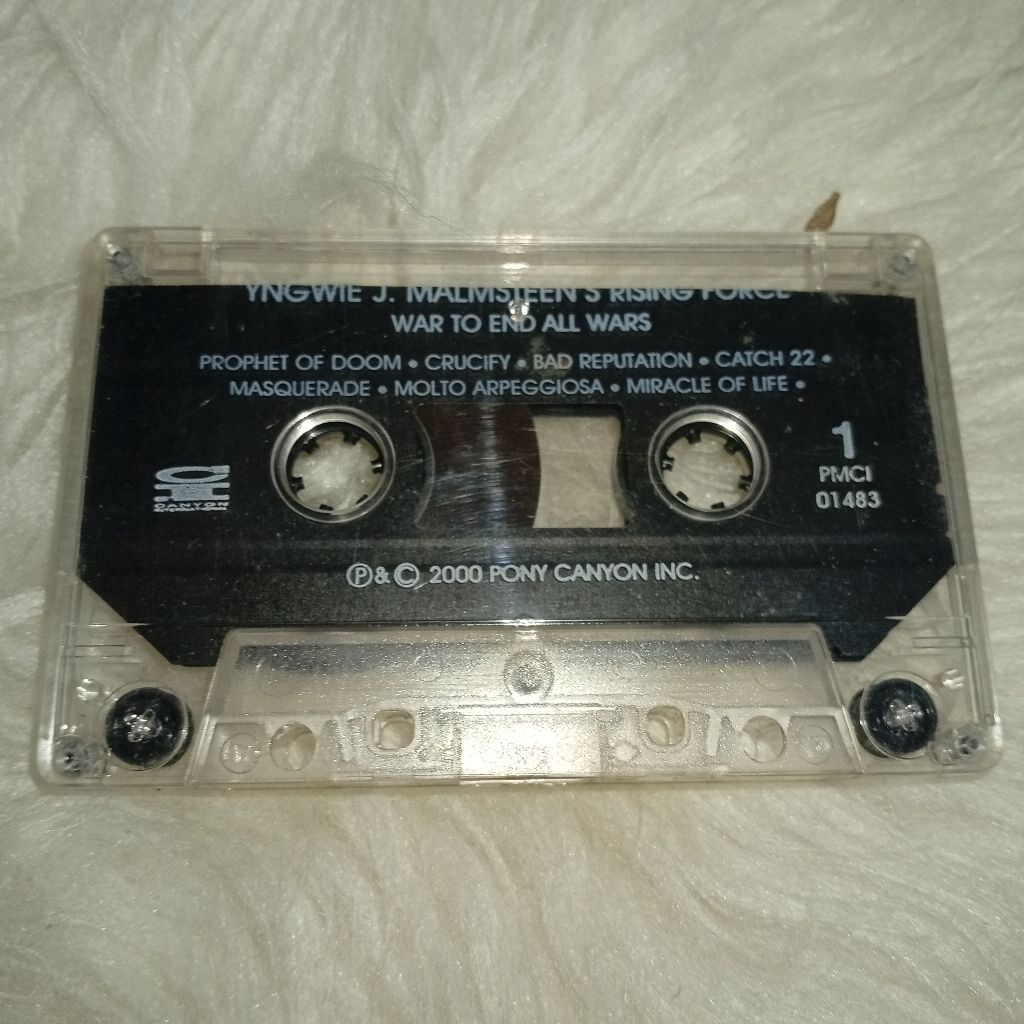 YNGWIE J. MALMSTEEN'S RISING FORCE
WAR TO END ALL WARS
PROPHET OF DOOM • CRUCIFY • BAD REPUTATION • CATCH 22 •
MASQUERADE • MOLTO ARPEGGIOSA • MIRACLE OF LIFE •
1
PMCI
01483
CANYON
Ⓟ & © 2000 PONY CANYON INC.